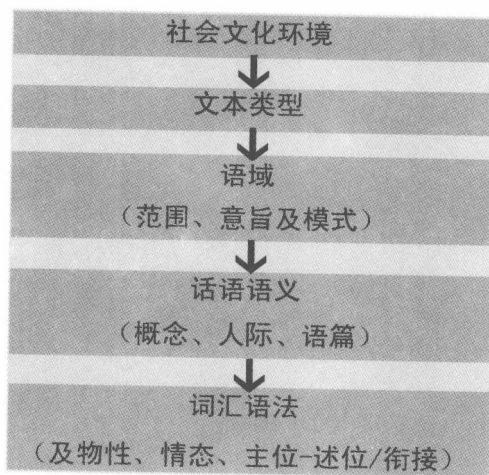 社会文化环境
文本类型
语域
（范围、意旨及模式）
话语语义
（概念、人际、语篇）
词汇语法
（及物性、情态、主位-述位/衔接）